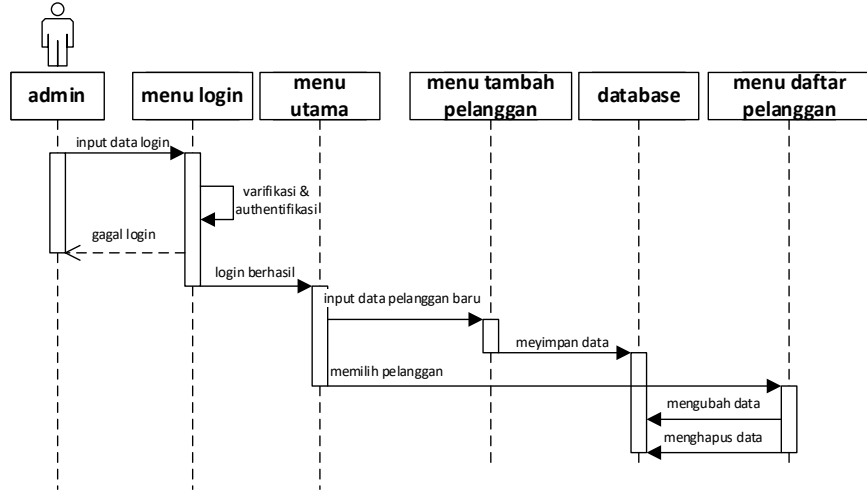 admin
menu login
menu
utama
menu tambah
pelanggan
database
menu daftar
pelanggan
input data login
varifikasi &
authentifikasi
gagal login
login berhasil
input data pelanggan baru
meyimpan data
memilih pelanggan
mengubah data
menghapus data